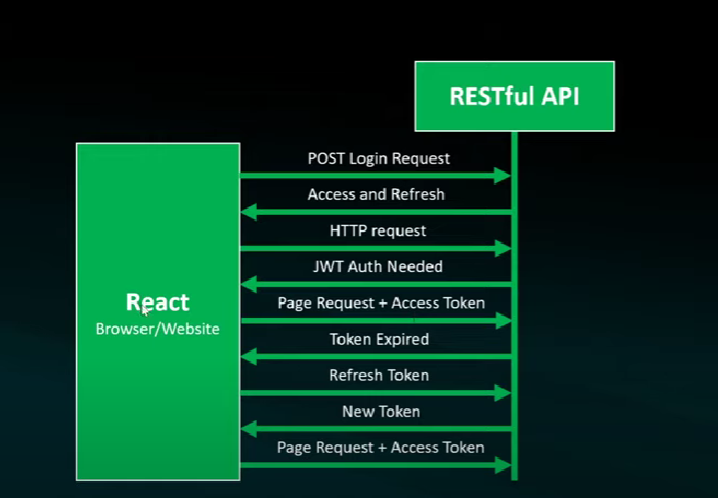 RESTful API
POST Login Request
Access and Refresh
HTTP request
JWT Auth Needed
React
Browser/Website
Page Request + Access Token
Token Expired
Refresh Token
New Token
Page Request + Access Token